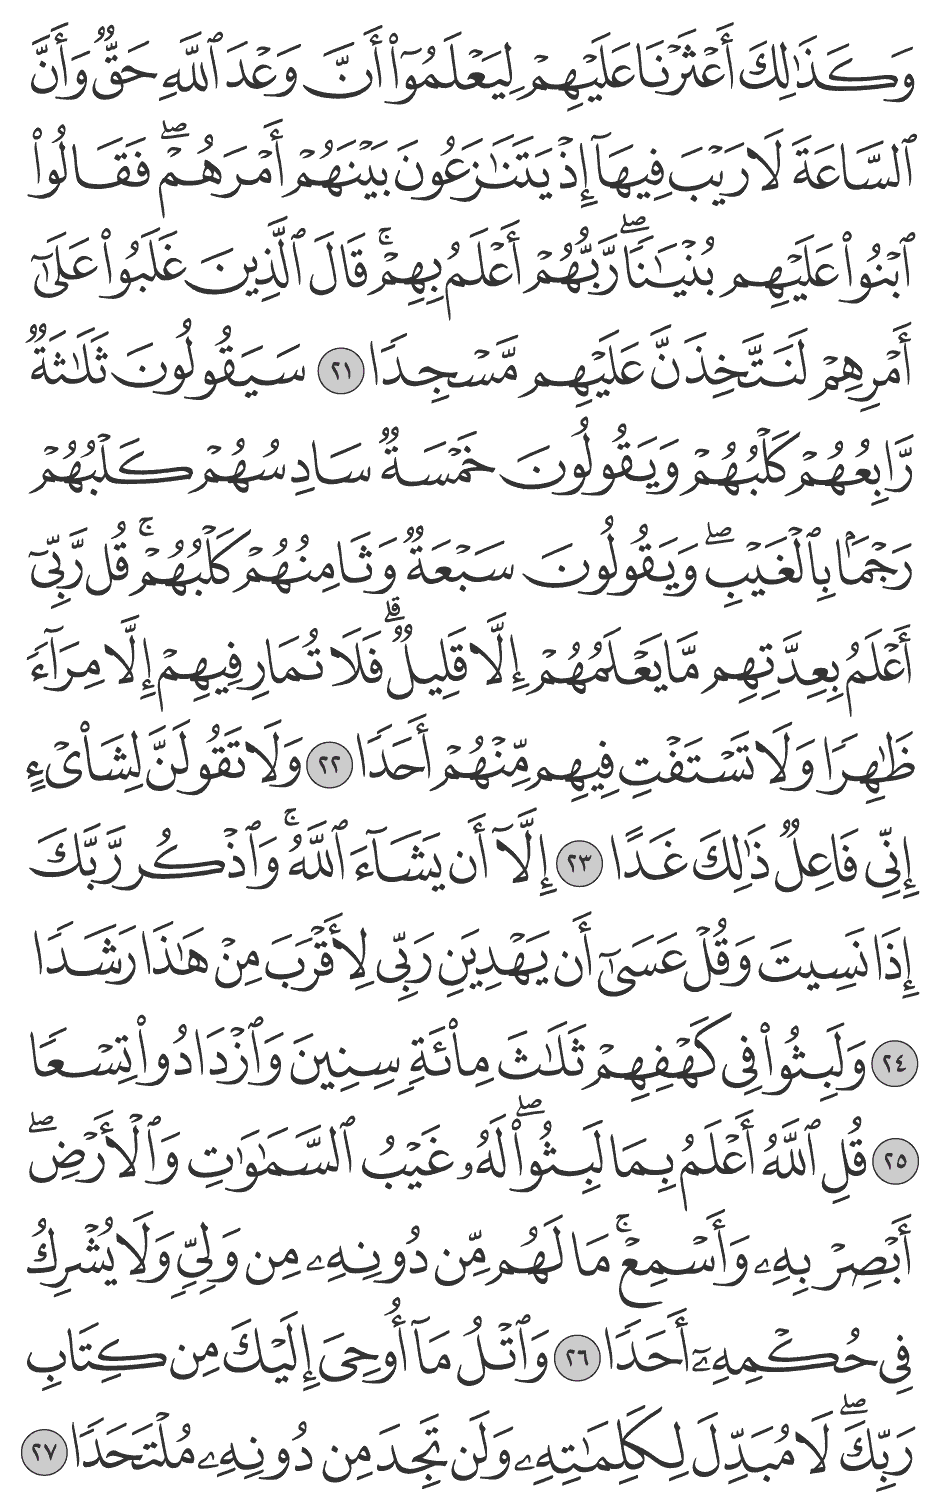 وَكَذَٰلِكَ أَعْثَرْنَا عَلَيْهِمْ لِيَعْلَمُوٓا۟ أَنَّ وَعْدَ ٱللَّهِ حَقٌّ وَأَنَّ
ٱلسَّاعَةَ لَا رَيْبَ فِيهَآ إِذْ يَتَنَٰزَعُونَ بَيْنَهُمْ أَمْرَهُمْ ۖ فَقَالُوا۟
ٱبْنُوا۟ عَلَيْهِم بُنْيَٰنًا ۖ رَّبُّهُمْ أَعْلَمُ بِهِمْ ۚ قَالَ ٱلَّذِينَ غَلَبُوا۟ عَلَىٰٓ
أَمْرِهِمْ لَنَتَّخِذَنَّ عَلَيْهِم مَّسْجِدًا ٢١ سَيَقُولُونَ ثَلَٰثَةٌ
رَّابِعُهُمْ كَلْبُهُمْ وَيَقُولُونَ خَمْسَةٌ سَادِسُهُمْ كَلْبُهُمْ
رَجْمًۢا بِٱلْغَيْبِ ۖ وَيَقُولُونَ سَبْعَةٌ وَثَامِنُهُمْ كَلْبُهُمْ ۚ قُل رَّبِّىٓ
أَعْلَمُ بِعِدَّتِهِم مَّا يَعْلَمُهُمْ إِلَّا قَلِيلٌ ۗ فَلَا تُمَارِ فِيهِمْ إِلَّا مِرَآءً
ظَٰهِرًا وَلَا تَسْتَفْتِ فِيهِم مِّنْهُمْ أَحَدًا ٢٢ وَلَا تَقُولَنَّ لِشَا۟ىْءٍ
إِنِّى فَاعِلٌ ذَٰلِكَ غَدًا ٢٣ إِلَّآ أَن يَشَآءَ ٱللَّهُ ۚ وَٱذْكُر رَّبَّكَ
إِذَا نَسِيتَ وَقُلْ عَسَىٰٓ أَن يَهْدِيَنِ رَبِّى لِأَقْرَبَ مِنْ هَٰذَا رَشَدًا
٢٤ وَلَبِثُوا۟ فِى كَهْفِهِمْ ثَلَٰثَ مِا۟ئَةٍ سِنِينَ وَٱزْدَادُوا۟ تِسْعًا
٢٥ قُلِ ٱللَّهُ أَعْلَمُ بِمَا لَبِثُوا۟ ۖ لَهُۥ غَيْبُ ٱلسَّمَٰوَٰتِ وَٱلْأَرْضِ ۖ
أَبْصِرْ بِهِۦ وَأَسْمِعْ ۚ مَا لَهُم مِّن دُونِهِۦ مِن وَلِىٍّ وَلَا يُشْرِكُ
فِى حُكْمِهِۦٓ أَحَدًا ٢٦ وَٱتْلُ مَآ أُوحِىَ إِلَيْكَ مِن كِتَابِ
رَبِّكَ ۖ لَا مُبَدِّلَ لِكَلِمَٰتِهِۦ وَلَن تَجِدَ مِن دُونِهِۦ مُلْتَحَدًا ٢٧